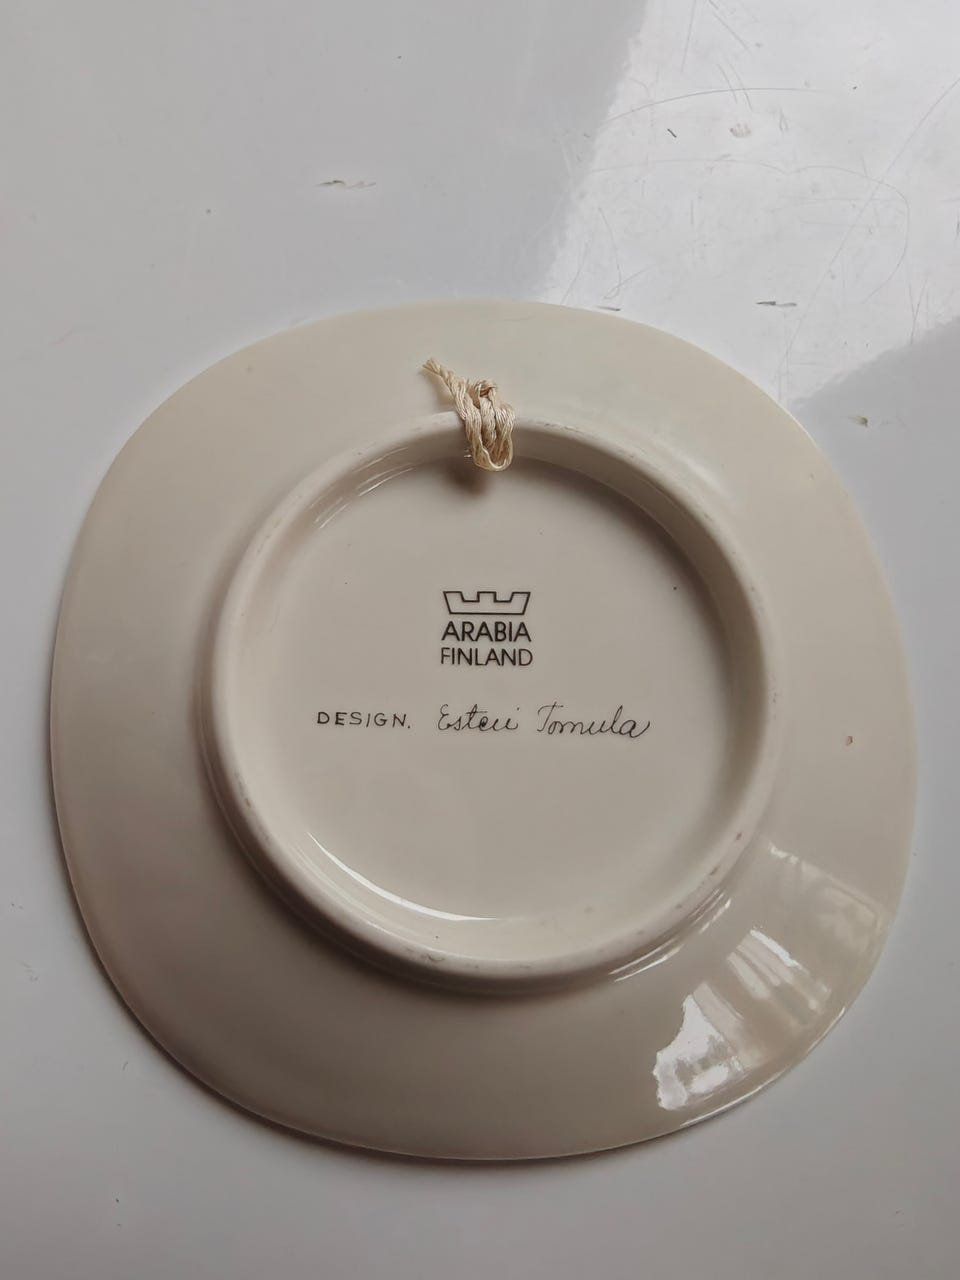 ARABIA
FINLAND
DESIGN. Esteri Tomula